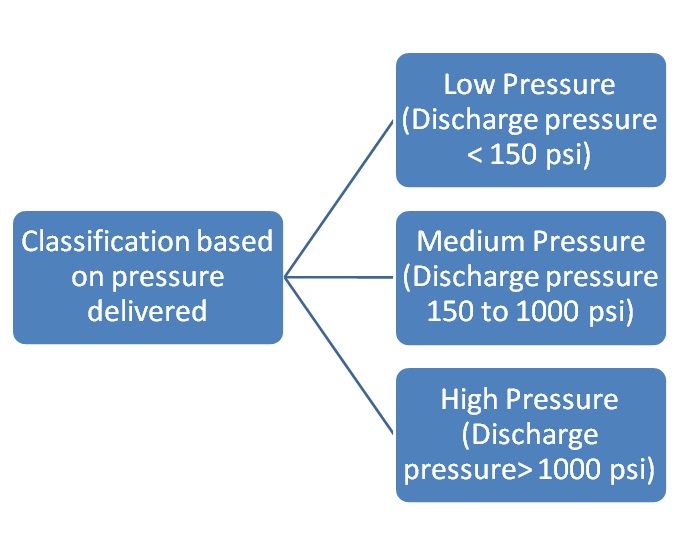 Classification based
on pressure
delivered
Low Pressure
(Discharge pressure
< 150 psi)
Medium Pressure
(Discharge pressure
150 to 1000 psi)
High Pressure
(Discharge
pressure> 1000 psi)